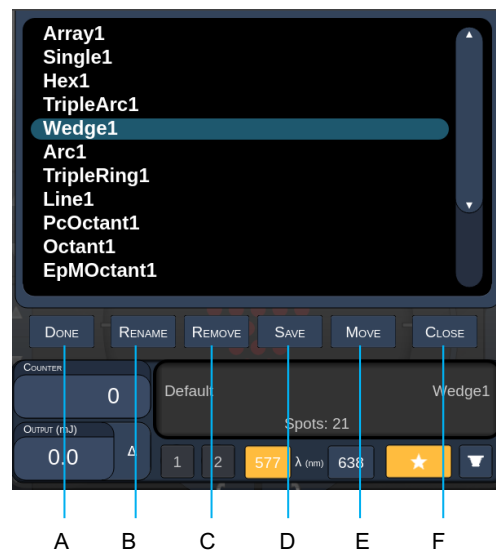 Array1
Single1
Hex1
TripleArc1
Wedge1
Arc1
TripleRing1
Line1
PcOctant1
Octant1
EpMOctant1
DONE RENAME REMOVE SAVE MOVE CLOSE
COUNTER
0
Default Wedge1
Spots: 21
OUTPUT (mJ)
0.0 Δ
1 2 577 λ (nm) 638
A B C D E F